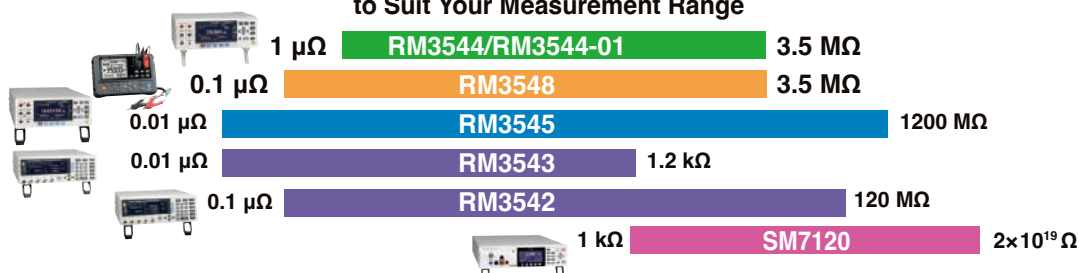 to Suit Your Measurement Range
1 µΩ RM3544/RM3544-01 3.5 MΩ
0.1 µΩ RM3548 3.5 MΩ
0.01 µΩ RM3545 1200 MΩ
0.01 µΩ RM3543 1.2 kΩ
0.1 µΩ RM3542 120 MΩ
1 kΩ SM7120 2×10¹⁹ Ω